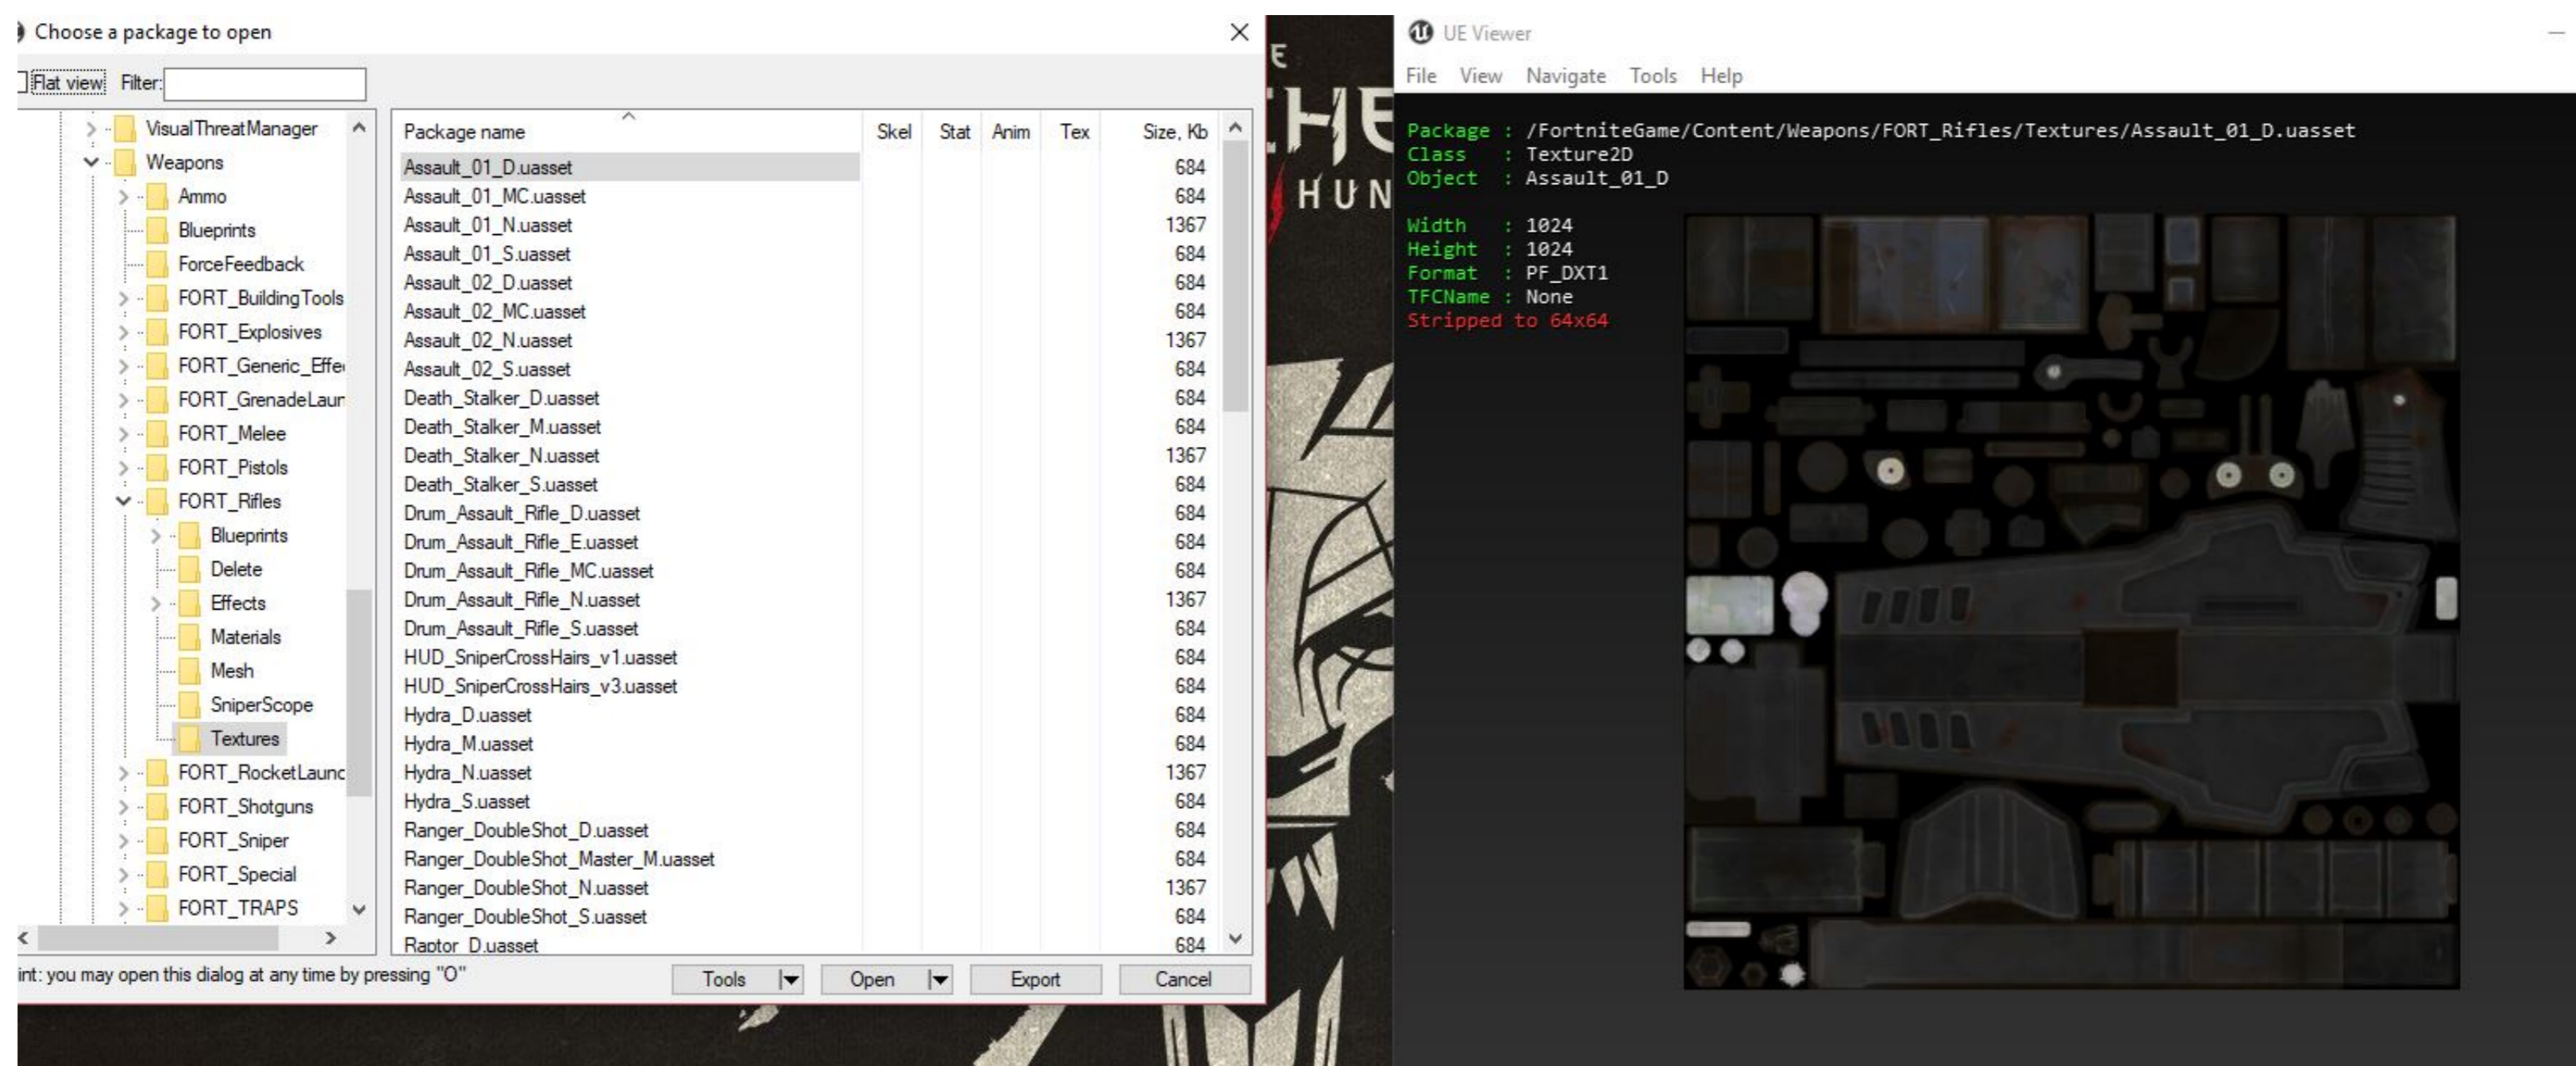 Choose a package to open
Flat view Filter:
VisualThreatManager
Weapons
Ammo
Blueprints
ForceFeedback
FORT_BuildingTools
FORT_Explosives
FORT_Generic_Effe
FORT_GrenadeLaun
FORT_Melee
FORT_Pistols
FORT_Rifles
Blueprints
Delete
Effects
Materials
Mesh
SniperScope
Textures
FORT_RocketLaunc
FORT_Shotguns
FORT_Sniper
FORT_Special
FORT_TRAPS
Package name Skel Stat Anim Tex Size, Kb
Assault_01_D.uasset 684
Assault_01_MC.uasset 684
Assault_01_N.uasset 1367
Assault_01_S.uasset 684
Assault_02_D.uasset 684
Assault_02_MC.uasset 684
Assault_02_N.uasset 1367
Assault_02_S.uasset 684
Death_Stalker_D.uasset 684
Death_Stalker_M.uasset 684
Death_Stalker_N.uasset 1367
Death_Stalker_S.uasset 684
Drum_Assault_Rifle_D.uasset 684
Drum_Assault_Rifle_E.uasset 684
Drum_Assault_Rifle_MC.uasset 684
Drum_Assault_Rifle_N.uasset 1367
Drum_Assault_Rifle_S.uasset 684
HUD_SniperCrossHairs_v1.uasset 684
HUD_SniperCrossHairs_v3.uasset 684
Hydra_D.uasset 684
Hydra_M.uasset 684
Hydra_N.uasset 1367
Hydra_S.uasset 684
Ranger_DoubleShot_D.uasset 684
Ranger_DoubleShot_Master_M.uasset 684
Ranger_DoubleShot_N.uasset 1367
Ranger_DoubleShot_S.uasset 684
Raptor_D.uasset 684
int: you may open this dialog at any time by pressing "O"
Tools Open Export Cancel
E
HE
HUN
UE Viewer
File View Navigate Tools Help
Package : /FortniteGame/Content/Weapons/FORT_Rifles/Textures/Assault_01_D.uasset
Class : Texture2D
Object : Assault_01_D
Width : 1024
Height : 1024
Format : PF_DXT1
TFCName : None
Stripped to 64x64